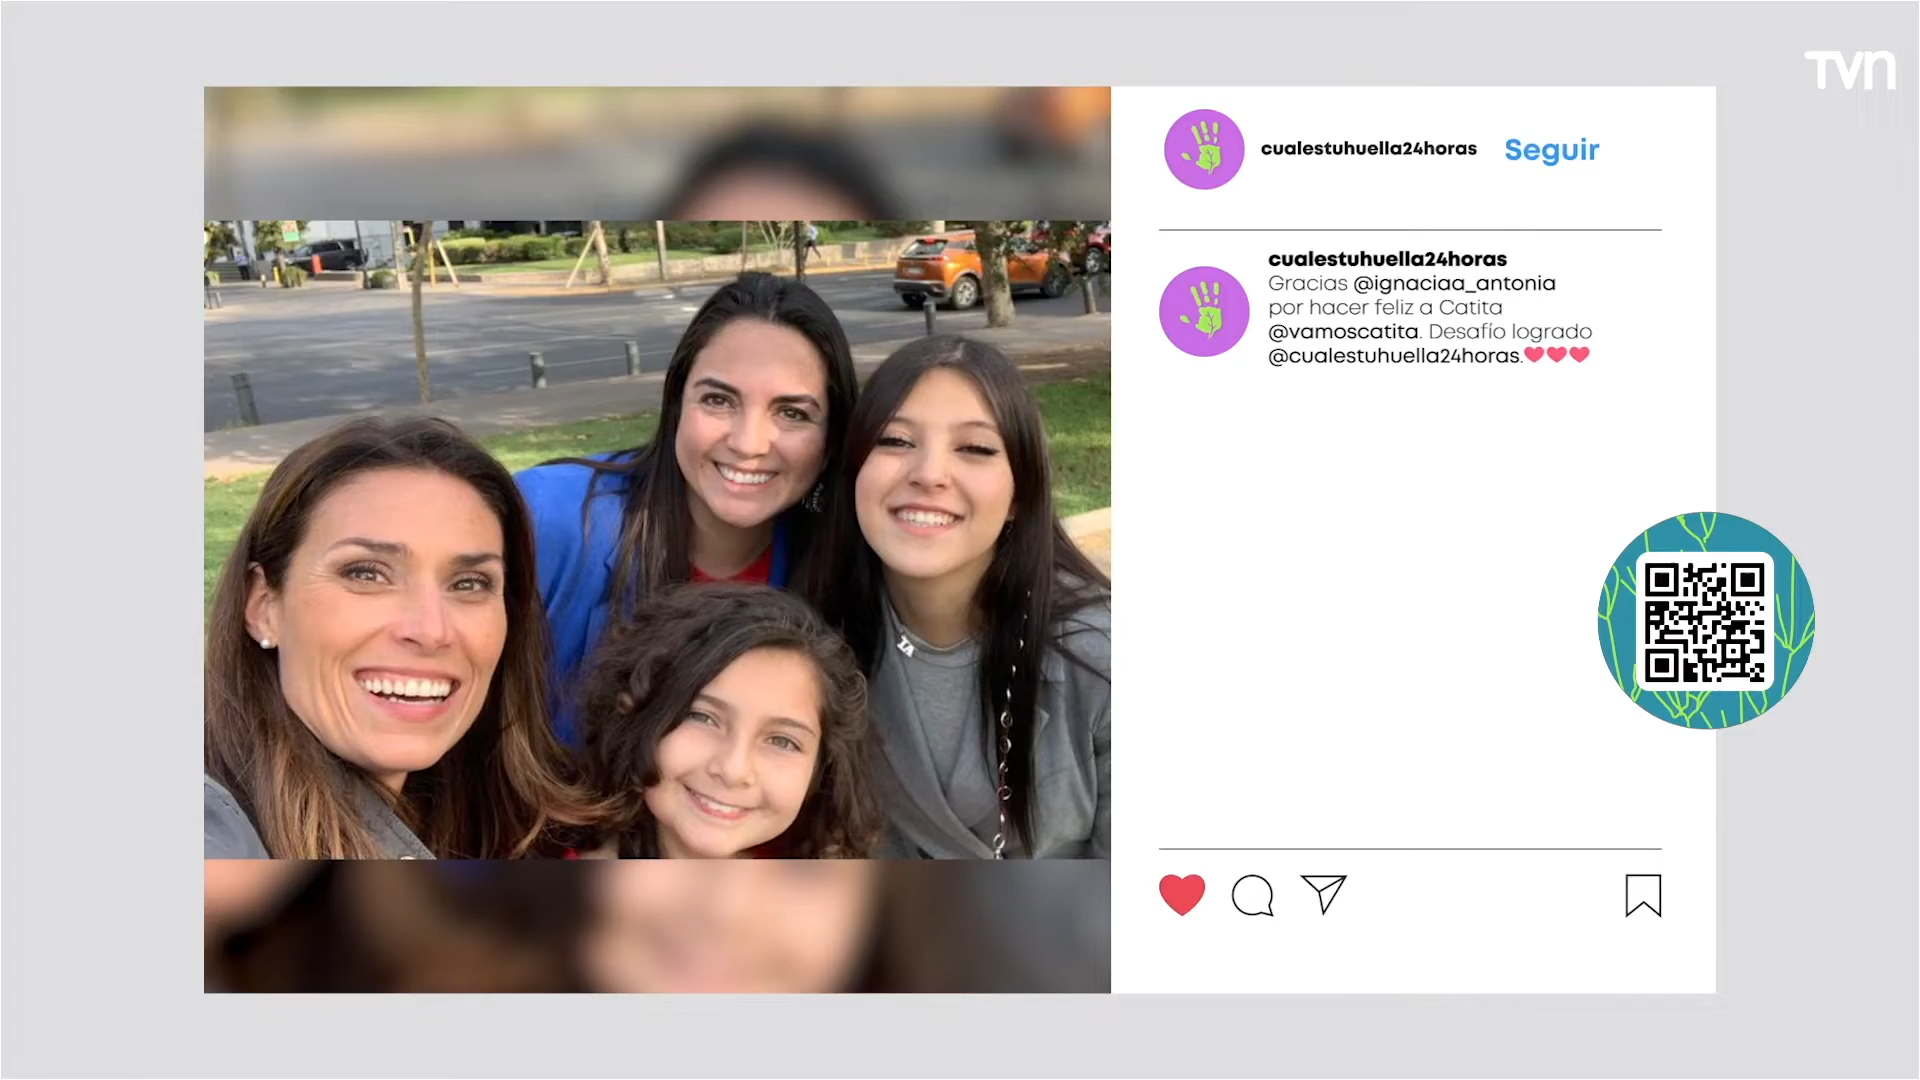 TVN
cualestuhuella24horas Seguir
cualestuhuella24horas
Gracias @ignaciaa_antonia
por hacer feliz a Catita
@vamoscatita. Desafío logrado
@cualestuhuella24horas.❤❤❤